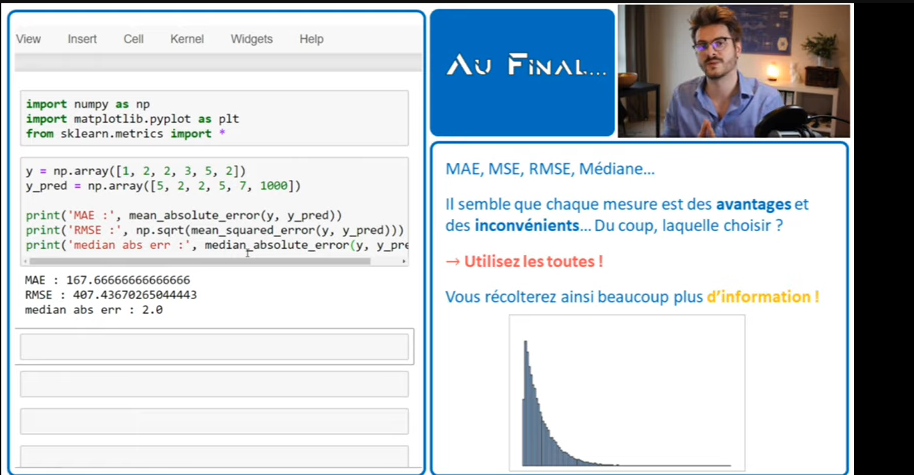 View Insert Cell Kernel Widgets Help
import numpy as np
import matplotlib.pyplot as plt
from sklearn.metrics import *
y = np.array([1, 2, 2, 3, 5, 2])
y_pred = np.array([5, 2, 2, 5, 7, 1000])
print('MAE :', mean_absolute_error(y, y_pred))
print('RMSE :', np.sqrt(mean_squared_error(y, y_pred)))
print('median abs err :', median_absolute_error(y, y_pre
MAE : 167.66666666666666
RMSE : 407.43670265044443
median abs err : 2.0
AU FINAL...
MAE, MSE, RMSE, Médiane...
Il semble que chaque mesure est des avantages et
des inconvénients... Du coup, laquelle choisir ?
→ Utilisez les toutes !
Vous récolterez ainsi beaucoup plus d'information !